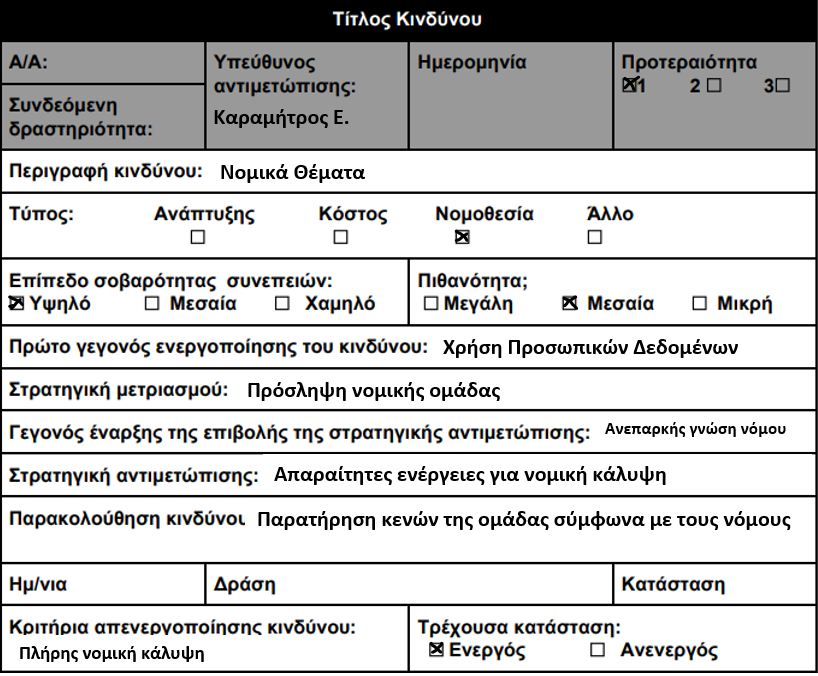 Τίτλος Κινδύνου
Α/Α:
Συνδεόμενη
δραστηριότητα:
Υπεύθυνος
αντιμετώπισης:
Καραμήτρος Ε.
Ημερομηνία
Προτεραιότητα
☒1 2 ☐ 3☐
Περιγραφή κινδύνου: Νομικά Θέματα
Τύπος: Ανάπτυξης Κόστος Νομοθεσία Άλλο
☐ ☐ ☒ ☐
Επίπεδο σοβαρότητας συνεπειών:
☒ Υψηλό ☐ Μεσαία ☐ Χαμηλό
Πιθανότητα;
☐ Μεγάλη ☒ Μεσαία ☐ Μικρή
Πρώτο γεγονός ενεργοποίησης του κινδύνου: Χρήση Προσωπικών Δεδομένων
Στρατηγική μετριασμού: Πρόσληψη νομικής ομάδας
Γεγονός έναρξης της επιβολής της στρατηγικής αντιμετώπισης: Ανεπαρκής γνώση νόμου
Στρατηγική αντιμετώπισης: Απαραίτητες ενέργειες για νομική κάλυψη
Παρακολούθηση κινδύνου Παρατήρηση κενών της ομάδας σύμφωνα με τους νόμους
Ημ/νια Δράση Κατάσταση
Κριτήρια απενεργοποίησης κινδύνου:
Πλήρης νομική κάλυψη
Τρέχουσα κατάσταση:
☒ Ενεργός ☐ Ανενεργός